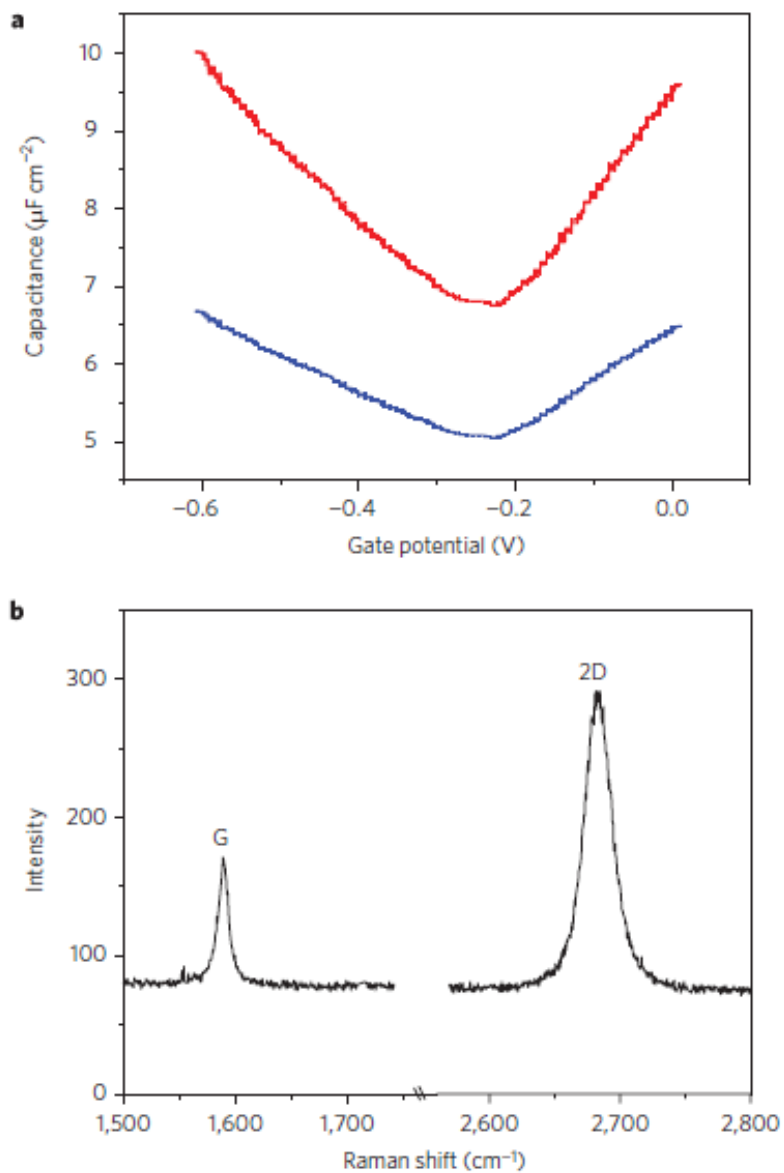 a
10
9
8
7
6
5
Capacitance (μF cm⁻²)
−0.6 −0.4 −0.2 0.0
Gate potential (V)
b
300
200
100
0
Intensity
G
2D
1,500 1,600 1,700 2,600 2,700 2,800
Raman shift (cm⁻¹)